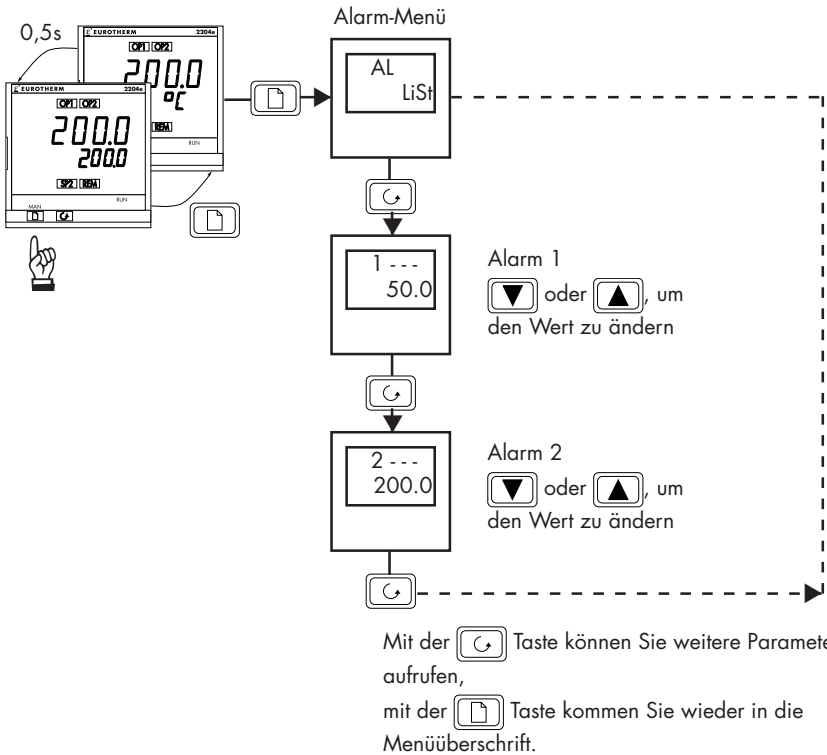 Alarm-Menü
0,5s
EUROTHERM 2204e
OP1 OP2
200.0
°C
REM
RUN
EUROTHERM 2204e
OP1 OP2
200.0
200.0
SP2 REM
MAN RUN
AL
LiSt
1 - - -
50.0
Alarm 1
oder , um
den Wert zu ändern
2 - - -
200.0
Alarm 2
oder , um
den Wert zu ändern
Mit der Taste können Sie weitere Paramete
aufrufen,
mit der Taste kommen Sie wieder in die
Menüüberschrift.